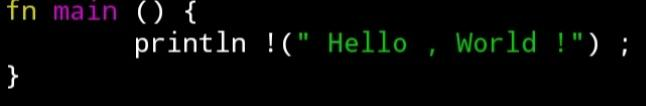 fn main () {
println !(" Hello , World !") ;
}